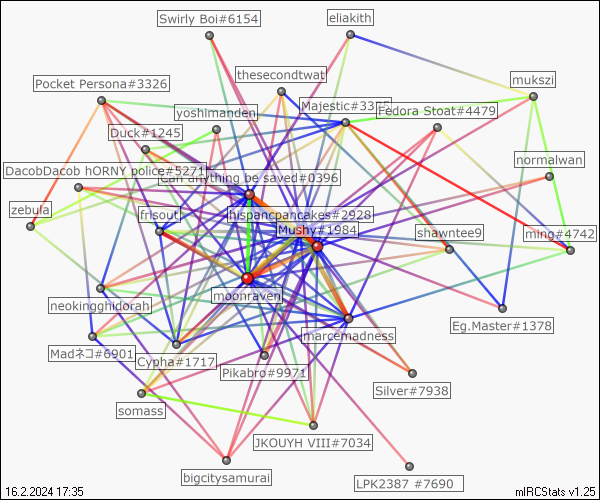 Swirly Boi#6154
eliakith
thesecondtwat
Pocket Persona#3326
mukszi
yoshimanden
Majestic#3375
Fedora Stoat#4479
Duck#1245
normalwan
DacobDacob hORNY police#5271
Can anything be saved#0396
zebula
frisout
hispancpancakes#2928
Mushy#1984
shawntee9
ming#4742
moonraven
neokingghidorah
Eg.Master#1378
marcemadness
Madネコ#6901
Cypha#1717
Pikabro#9971
Silver#7938
somass
JKOUYH VIII#7034
bigcitysamurai
LPK2387 #7690
16.2.2024 17:35
mIRCStats v1.25